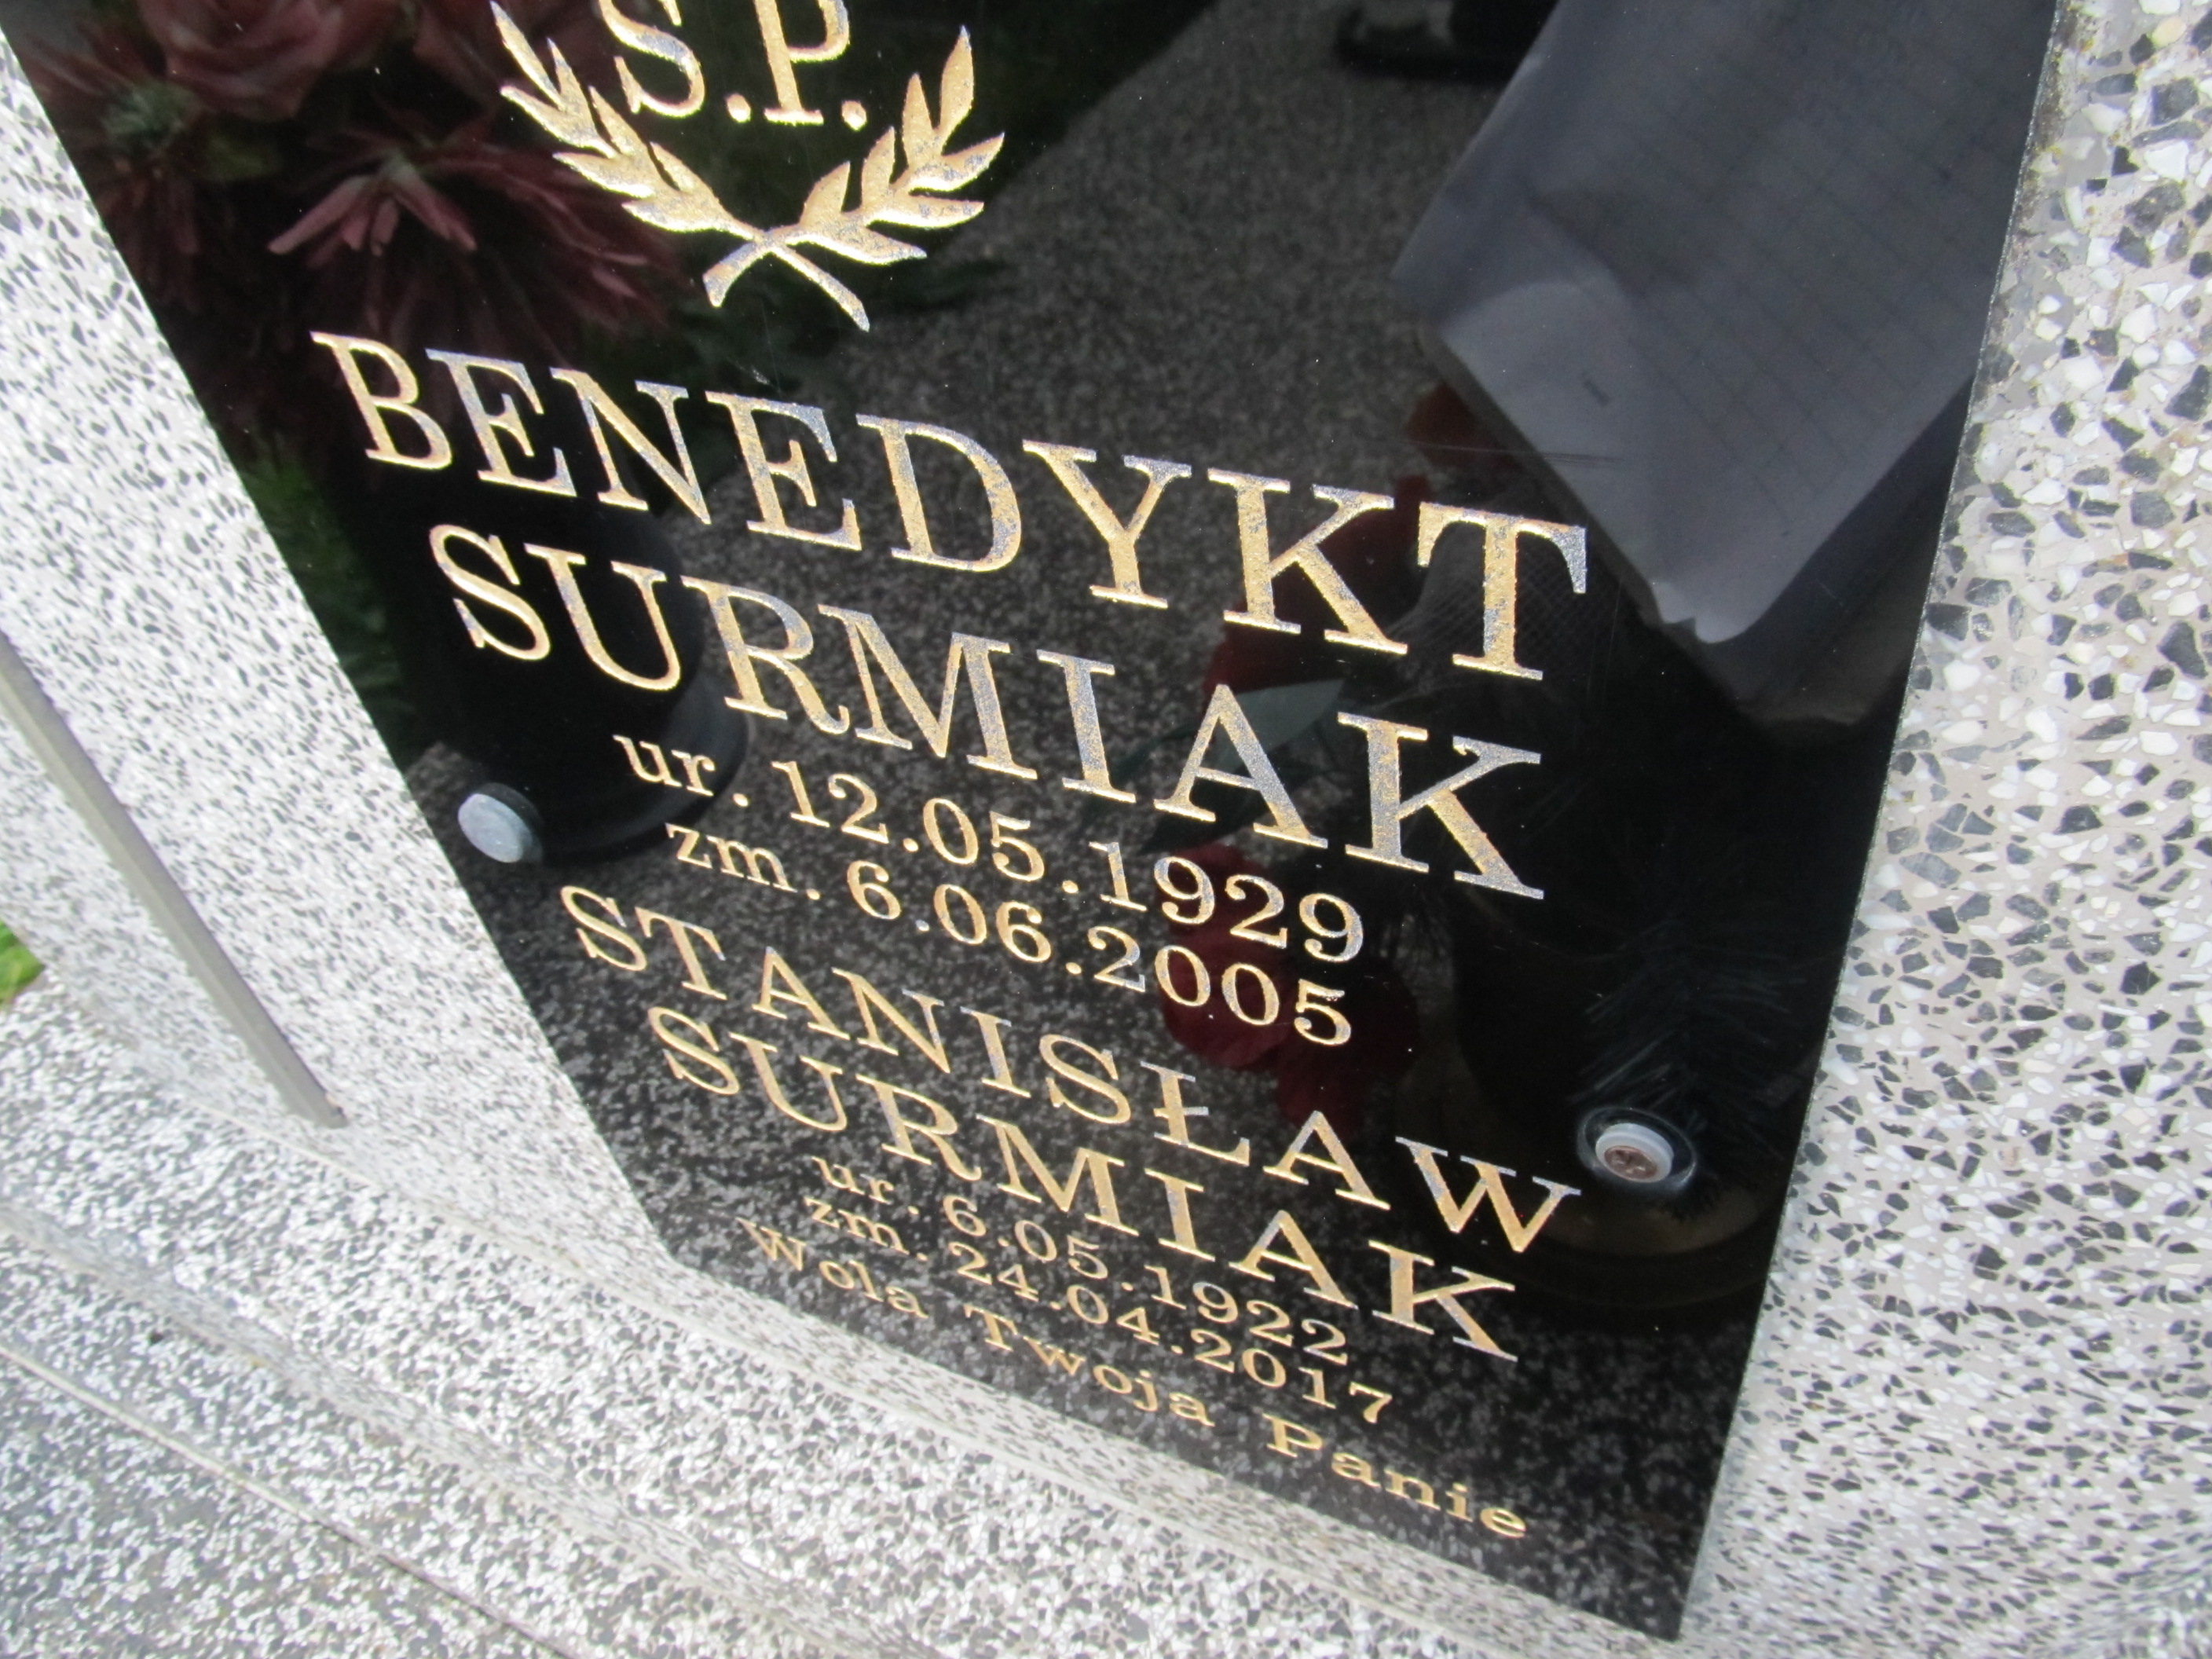 S.P.
BENEDYKT
SURMIAK
ur. 12.05.1929
zm. 6.06.2005
STANISŁAW
SURMIAK
ur. 6.05.1922
zm. 24.04.2017
Wola Twoja Panie